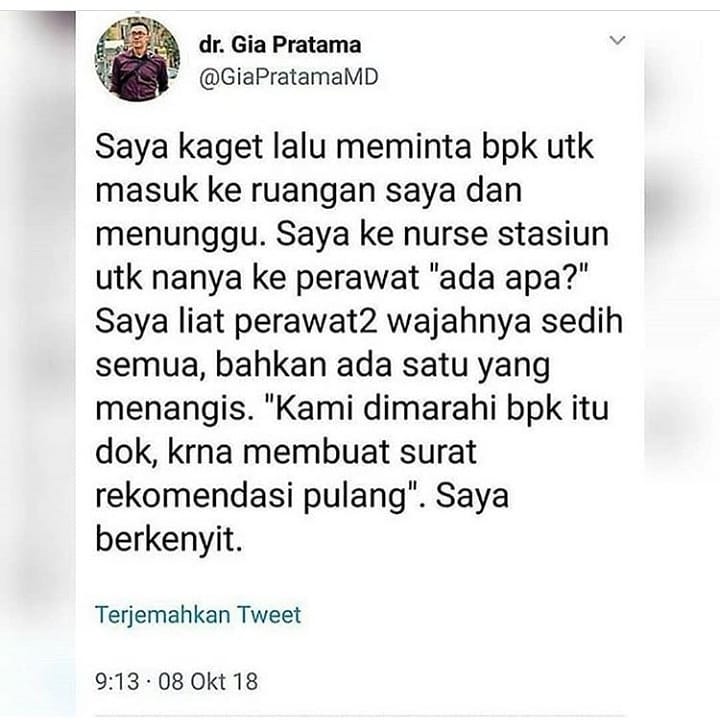 dr. Gia Pratama
@GiaPratamaMD
Saya kaget lalu meminta bpk utk
masuk ke ruangan saya dan
menunggu. Saya ke nurse stasiun
utk nanya ke perawat "ada apa?"
Saya liat perawat2 wajahnya sedih
semua, bahkan ada satu yang
menangis. "Kami dimarahi bpk itu
dok, krna membuat surat
rekomendasi pulang". Saya
berkenyit.
Terjemahkan Tweet
9:13 · 08 Okt 18